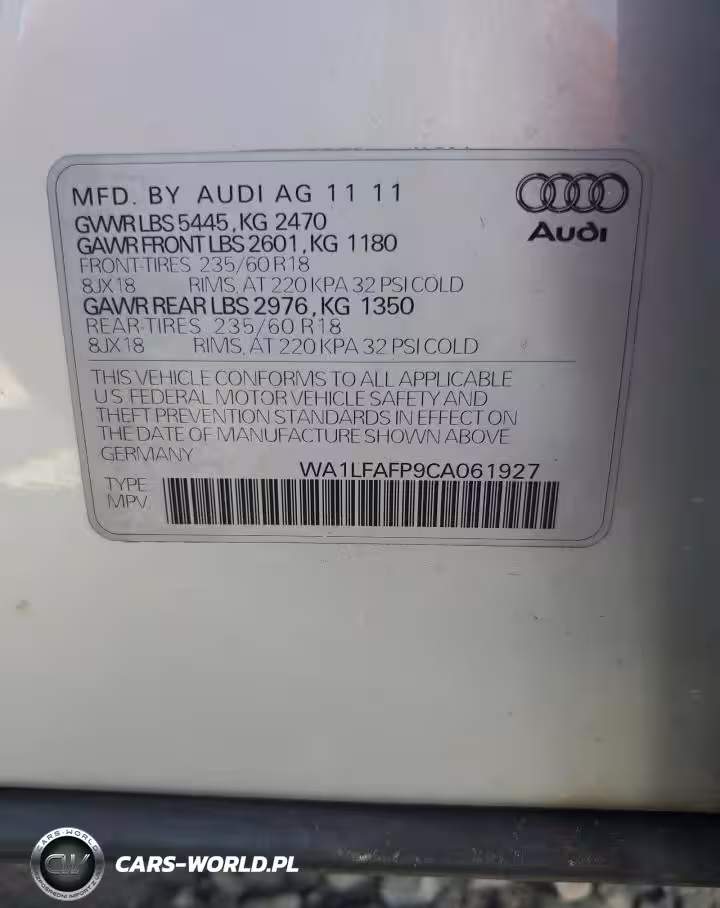 MFD. BY AUDI AG 11 11
GVWR LBS 5445, KG 2470
GAWR FRONT LBS 2601, KG 1180
FRONT-TIRES 235/60 R18
8JX18 RIMS, AT 220 KPA 32 PSI COLD
GAWR REAR LBS 2976, KG 1350
REAR-TIRES 235/60 R18
8JX18 RIMS, AT 220 KPA 32 PSI COLD
Audi
THIS VEHICLE CONFORMS TO ALL APPLICABLE
U.S. FEDERAL MOTOR VEHICLE SAFETY AND
THEFT PREVENTION STANDARDS IN EFFECT ON
THE DATE OF MANUFACTURE SHOWN ABOVE
GERMANY
WA1LFAFP9CA061927
TYPE
MPV
CARS-WORLD
CW
CARS-WORLD.PL